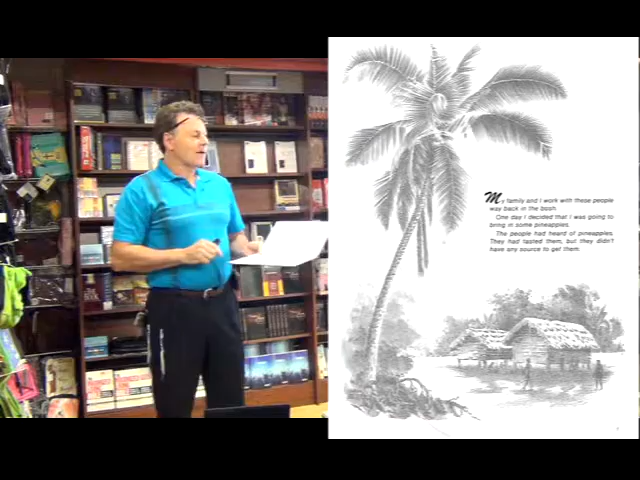 My family and I work with these people
way back in the bush.
One day I decided that I was going to
bring in some pineapples.
The people had heard of pineapples.
They had tasted them, but they didn't
have any source to get them.